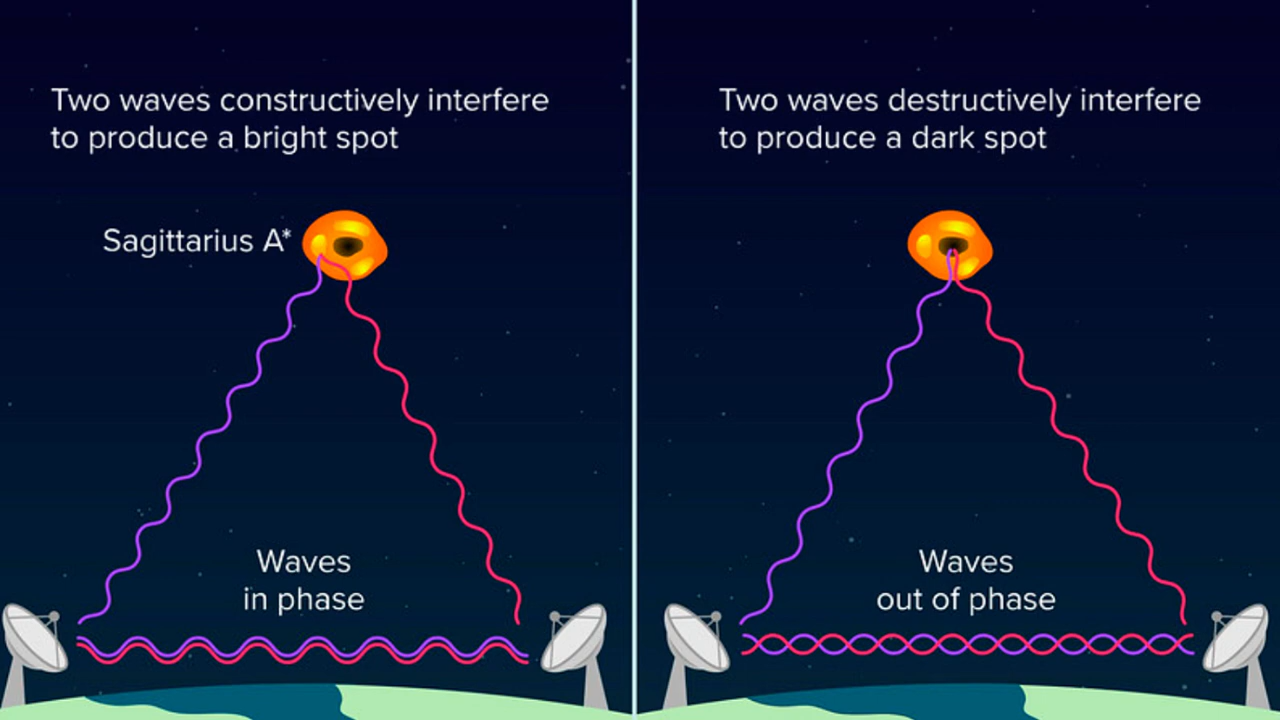 Two waves constructively interfere
to produce a bright spot
Sagittarius A*
Waves
in phase
Two waves destructively interfere
to produce a dark spot
Waves
out of phase